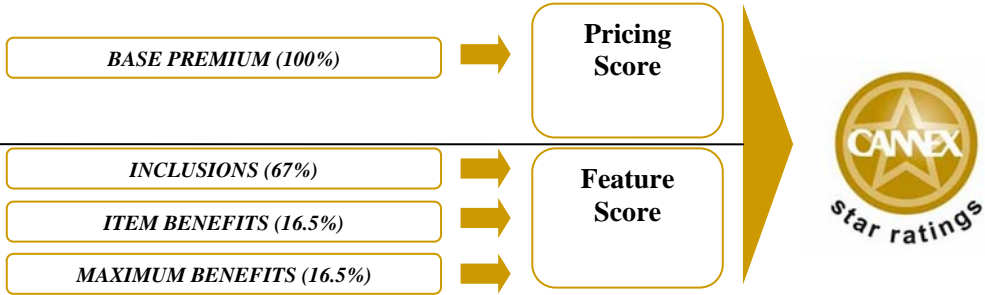 BASE PREMIUM (100%)
Pricing
Score
INCLUSIONS (67%)
ITEM BENEFITS (16.5%)
MAXIMUM BENEFITS (16.5%)
Feature
Score
CANNEX
star ratings